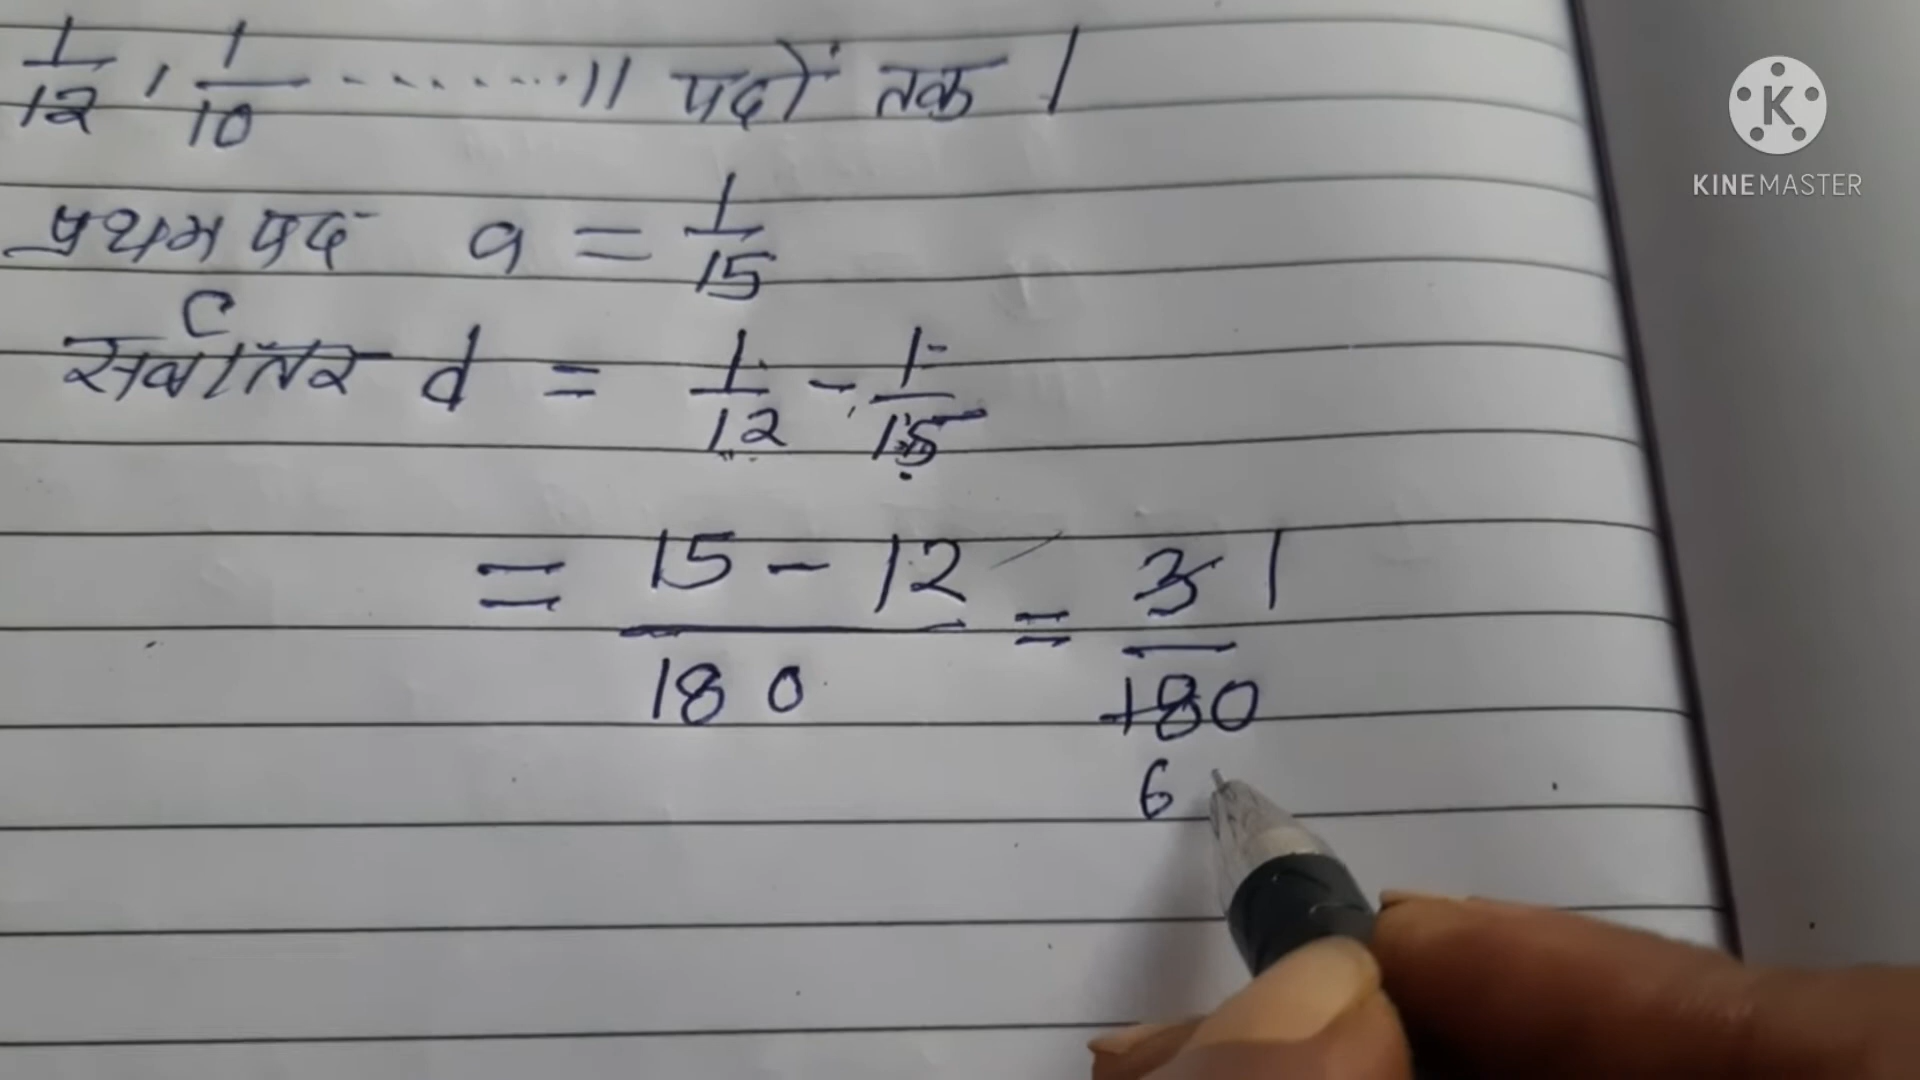 1/12, 1/10 ........ 11 पदों तक |
प्रथम पद a = 1/15
सर्वान्तर d = 1/12 - 1/15
= 15 - 12 / 180 = 3 1 / 180
6
K
KINEMASTER